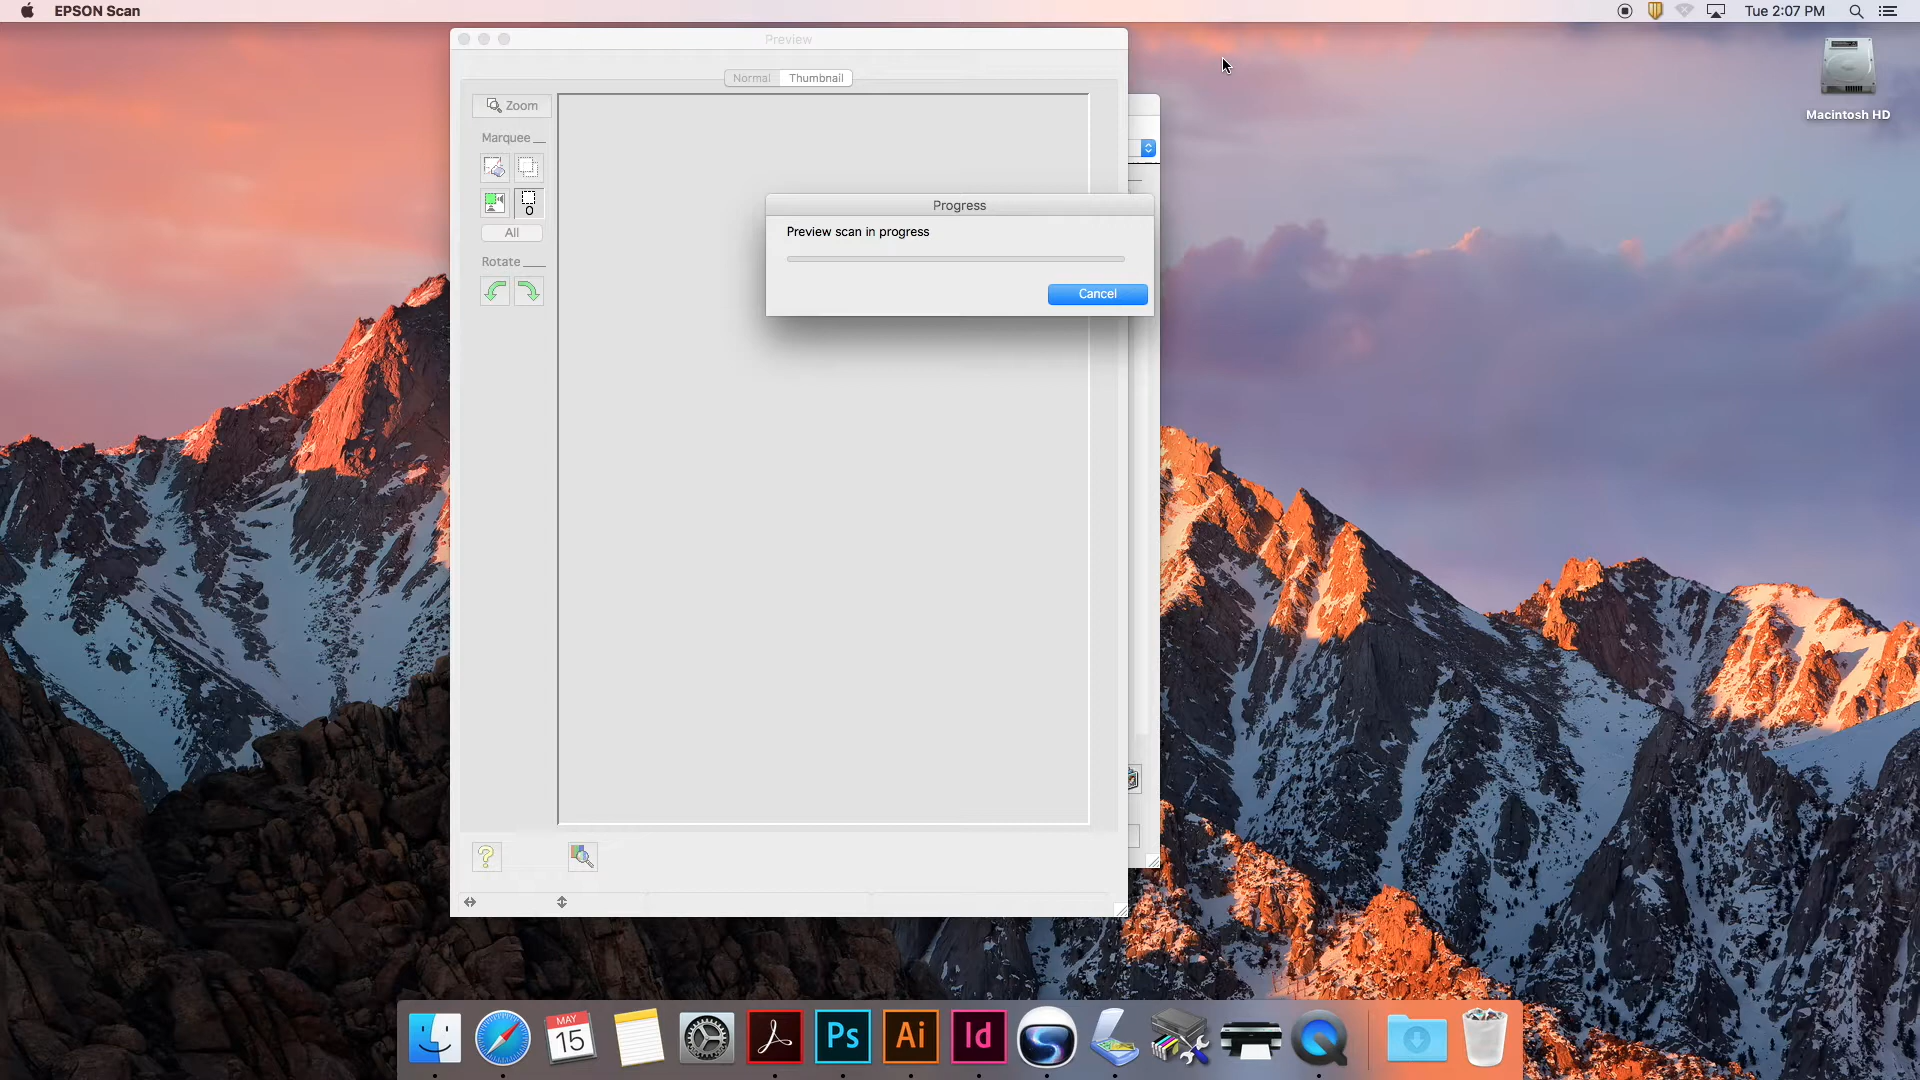 EPSON Scan
Tue 2:07 PM
Macintosh HD
Preview
Normal
Thumbnail
Zoom
Marquee
0
All
Rotate
Progress
Preview scan in progress
Cancel
?
MAY
15
Ps
Ai
Id